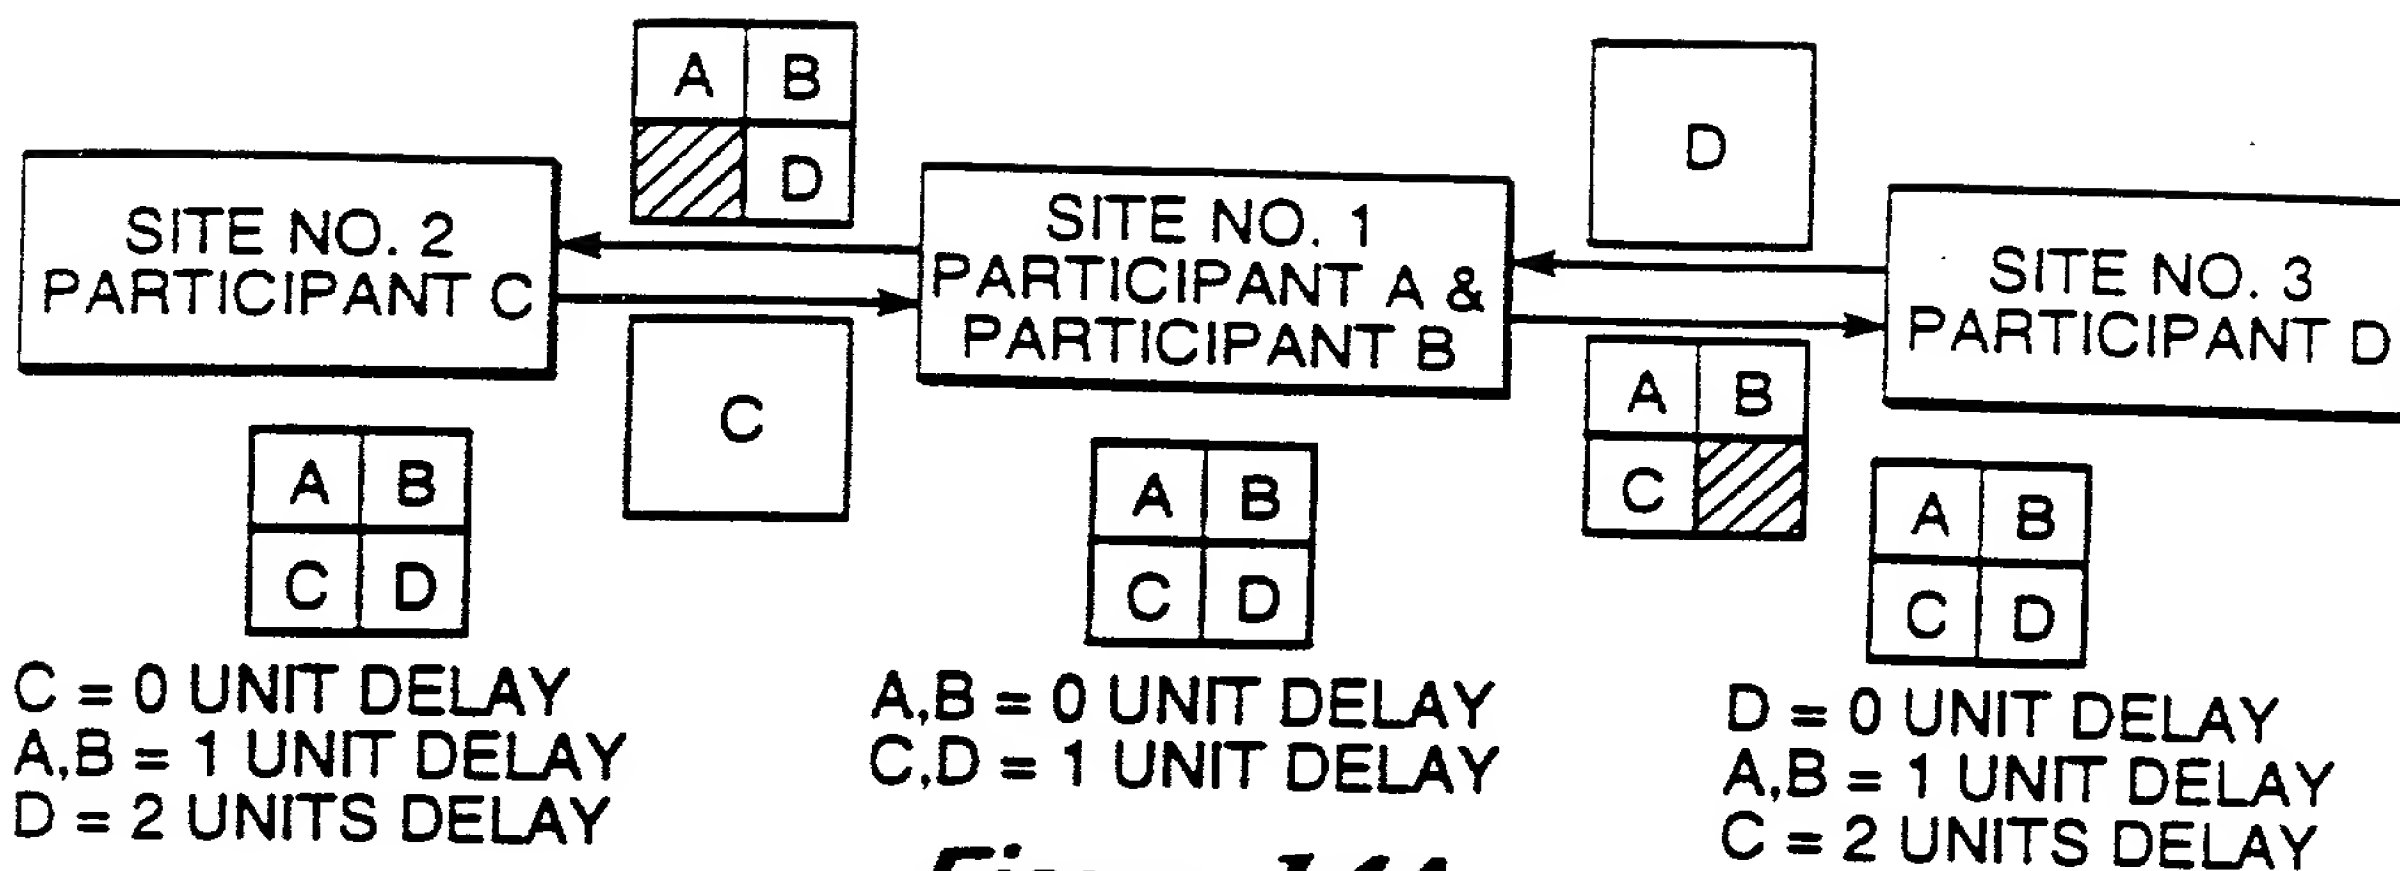 A B
D
SITE NO. 2
PARTICIPANT C
C
A B
C D
C = 0 UNIT DELAY
A,B = 1 UNIT DELAY
D = 2 UNITS DELAY
SITE NO. 1
PARTICIPANT A &
PARTICIPANT B
A B
C D
A,B = 0 UNIT DELAY
C,D = 1 UNIT DELAY
D
SITE NO. 3
PARTICIPANT D
A B
C
A B
C D
D = 0 UNIT DELAY
A,B = 1 UNIT DELAY
C = 2 UNITS DELAY